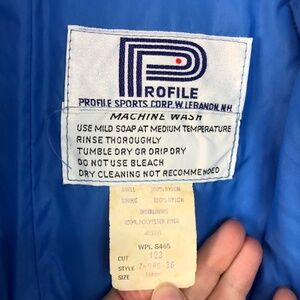 PROFILE
PROFILE SPORTS CORP. W. LEBANON, N.H.
MACHINE WASH
USE MILD SOAP AT MEDIUM TEMPERATURE
RINSE THOROUGHLY
TUMBLE DRY OR DRIP DRY
DO NOT USE BLEACH
DRY CLEANING NOT RECOMMENDED
SHELL 100% NYLON
100% NYLON
100% POLYESTER FIBER
WPL 8465
CUT 123
STYLE
SIZE